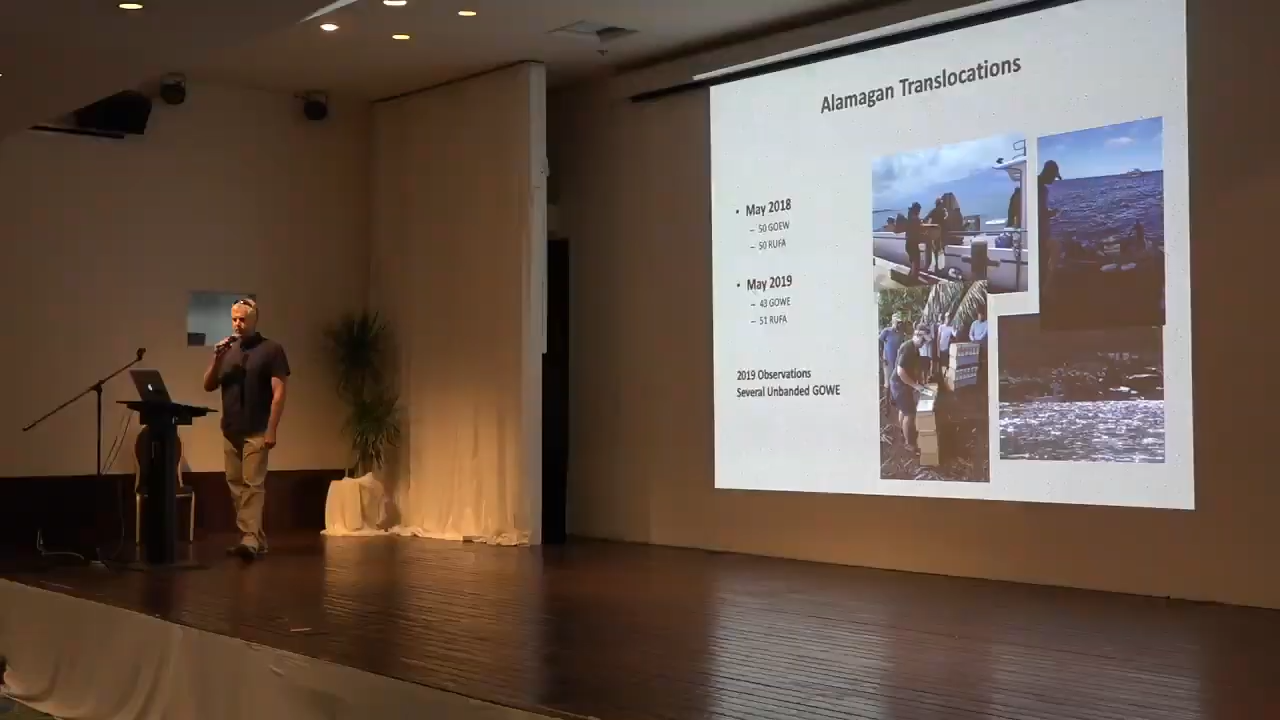 Alamagan Translocations
• May 2018
– 50 GOEW
– 50 RUFA
• May 2019
– 43 GOWE
– 51 RUFA
2019 Observations
Several Unbanded GOWE